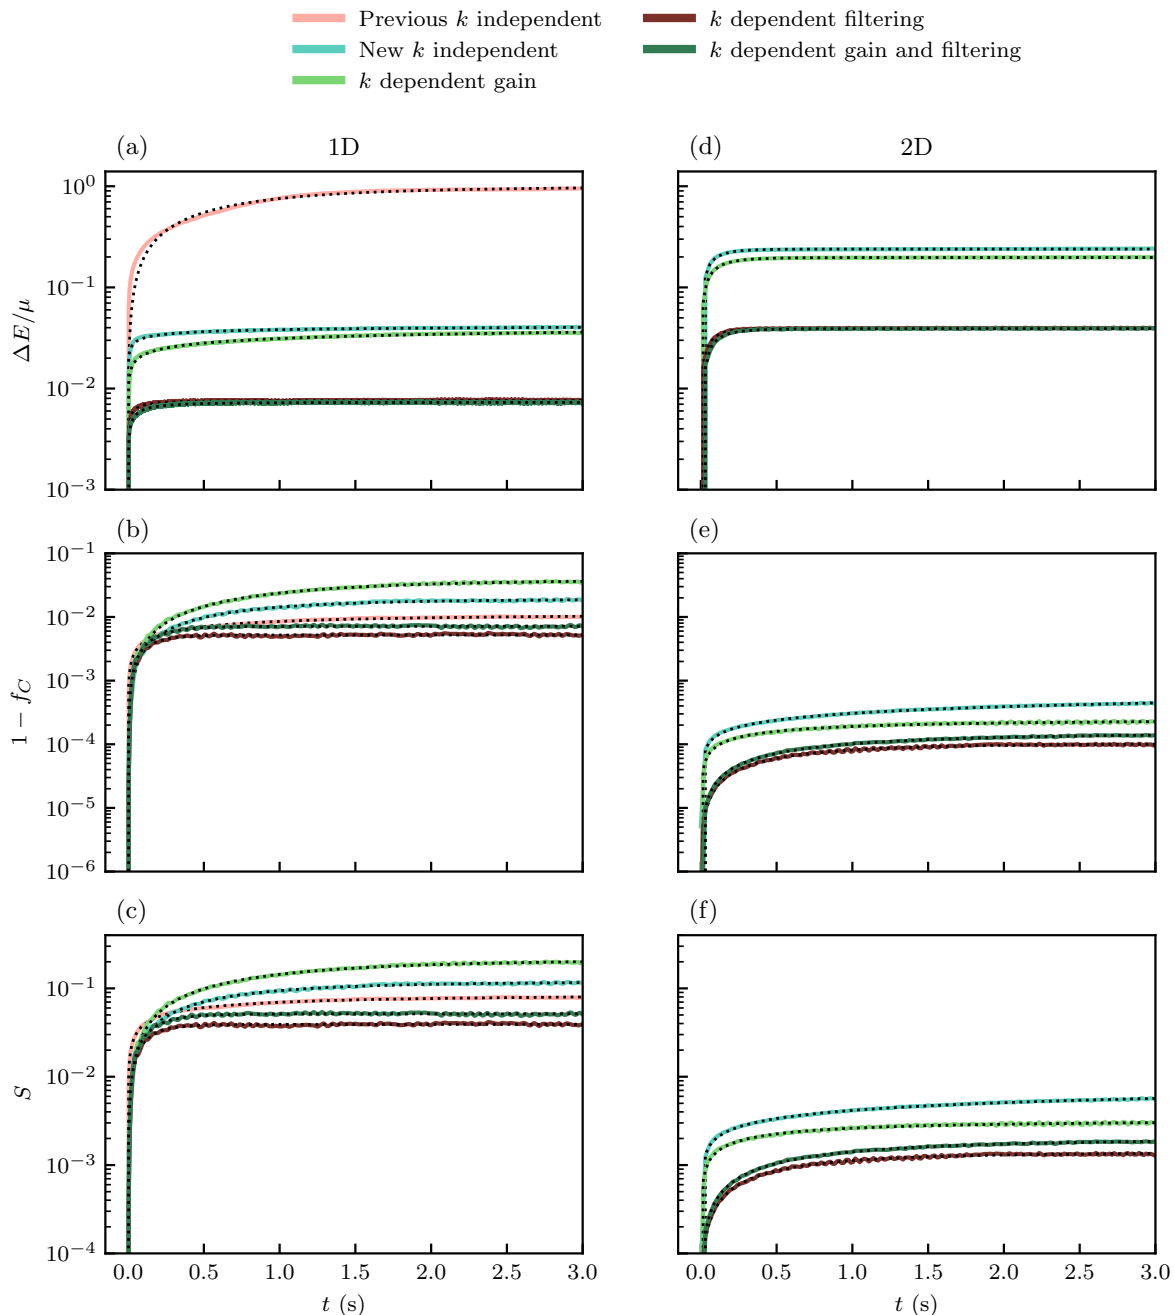 Previous k independent
New k independent
k dependent gain
k dependent filtering
k dependent gain and filtering
(a)
1D
(d)
2D
10⁰
10⁻¹
10⁻²
10⁻³
ΔE/μ
(b)
(e)
10⁻¹
10⁻²
10⁻³
10⁻⁴
10⁻⁵
10⁻⁶
1 − f_C
(c)
(f)
10⁻¹
10⁻²
10⁻³
10⁻⁴
S
0.0 0.5 1.0 1.5 2.0 2.5 3.0
t (s)
0.0 0.5 1.0 1.5 2.0 2.5 3.0
t (s)